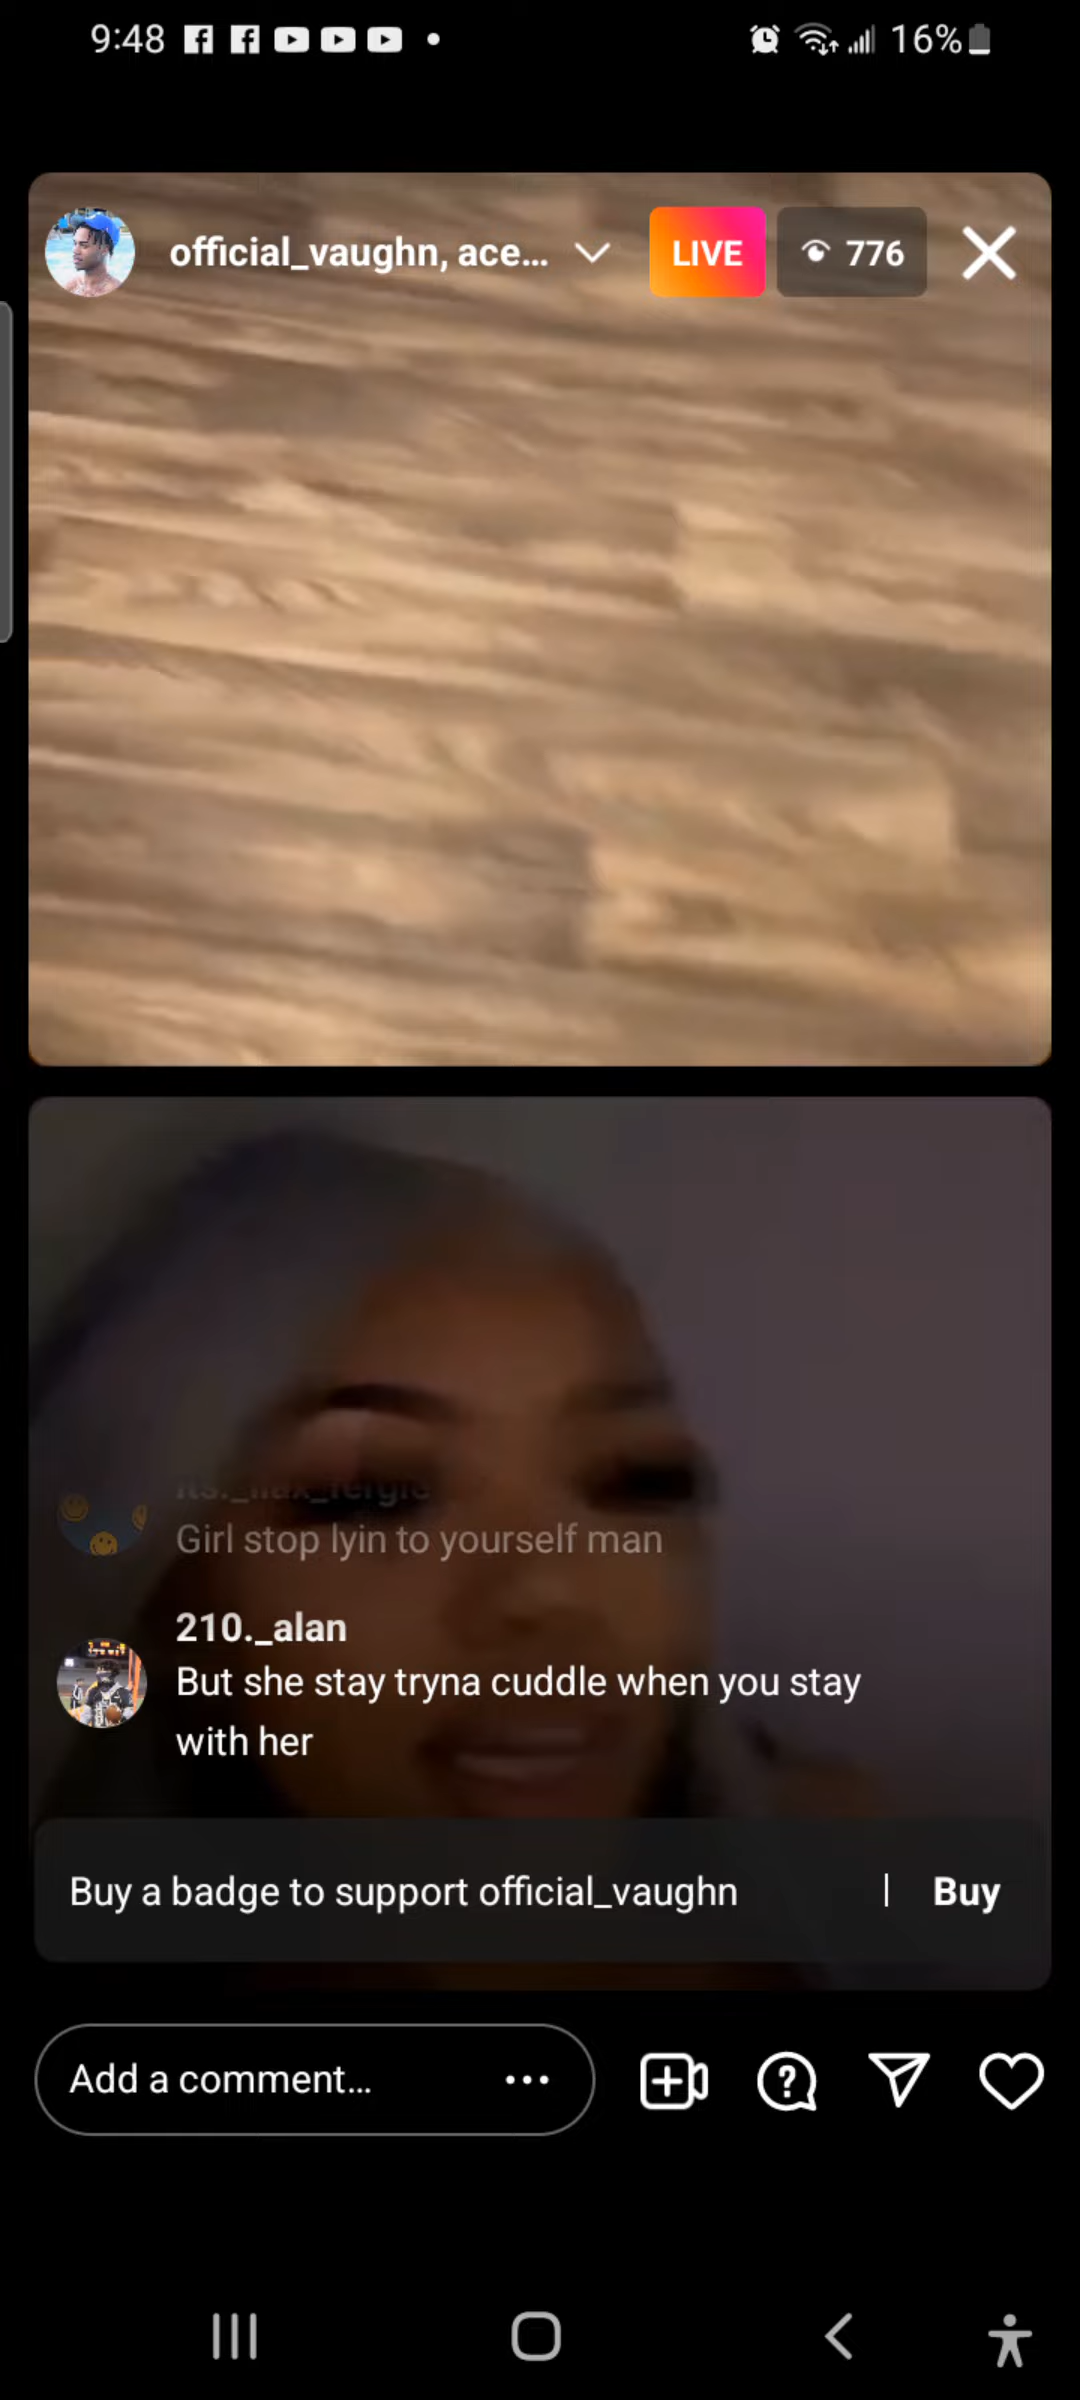 9:48
16%
official_vaughn, ace...
LIVE
776
Girl stop lyin to yourself man
210._alan
But she stay tryna cuddle when you stay
with her
Buy a badge to support official_vaughn | Buy
Add a comment...